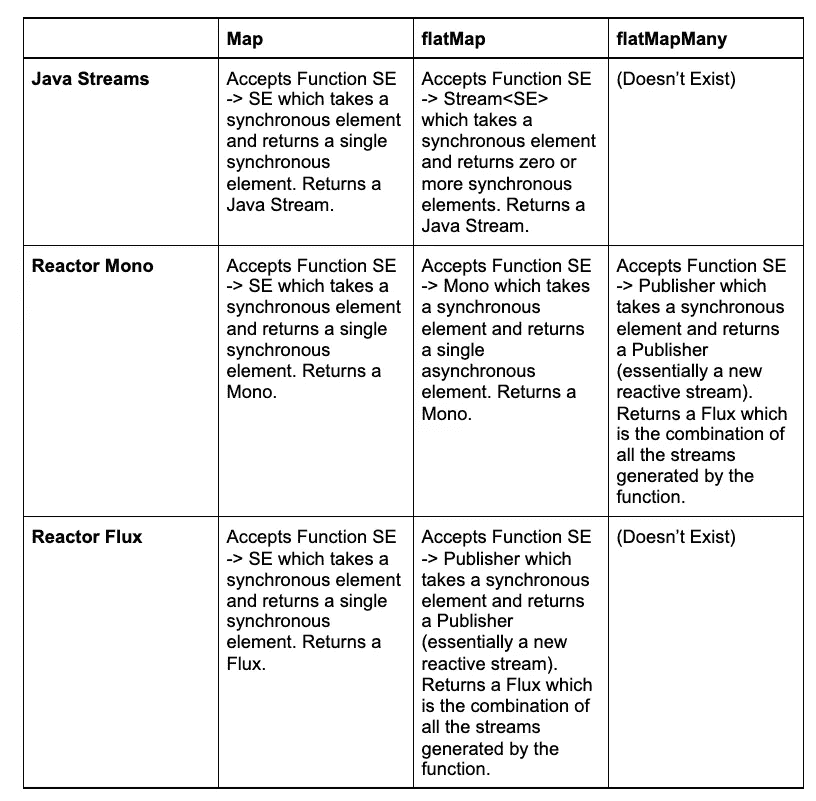 Map
flatMap
flatMapMany
Java Streams
Accepts Function SE
-> SE which takes a
synchronous element
and returns a single
synchronous
element. Returns a
Java Stream.
Accepts Function SE
-> Stream<SE>
which takes a
synchronous element
and returns zero or
more synchronous
elements. Returns a
Java Stream.
(Doesn’t Exist)
Reactor Mono
Accepts Function SE
-> SE which takes a
synchronous element
and returns a single
synchronous
element. Returns a
Mono.
Accepts Function SE
-> Mono which takes
a synchronous
element and returns
a single
asynchronous
element. Returns a
Mono.
Accepts Function SE
-> Publisher which
takes a synchronous
element and returns
a Publisher
(essentially a new
reactive stream).
Returns a Flux which
is the combination of
all the streams
generated by the
function.
Reactor Flux
Accepts Function SE
-> SE which takes a
synchronous element
and returns a single
synchronous
element. Returns a
Flux.
Accepts Function SE
-> Publisher which
takes a synchronous
element and returns
a Publisher
(essentially a new
reactive stream).
Returns a Flux which
is the combination of
all the streams
generated by the
function.
(Doesn’t Exist)